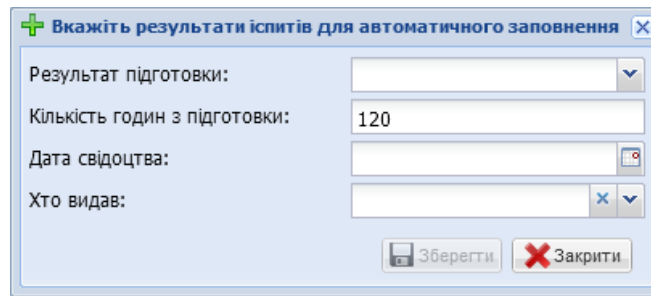 Вкажіть результати іспитів для автоматичного заповнення
Результат підготовки:
Кількість годин з підготовки: 120
Дата свідоцтва:
Хто видав:
Зберегти Закрити